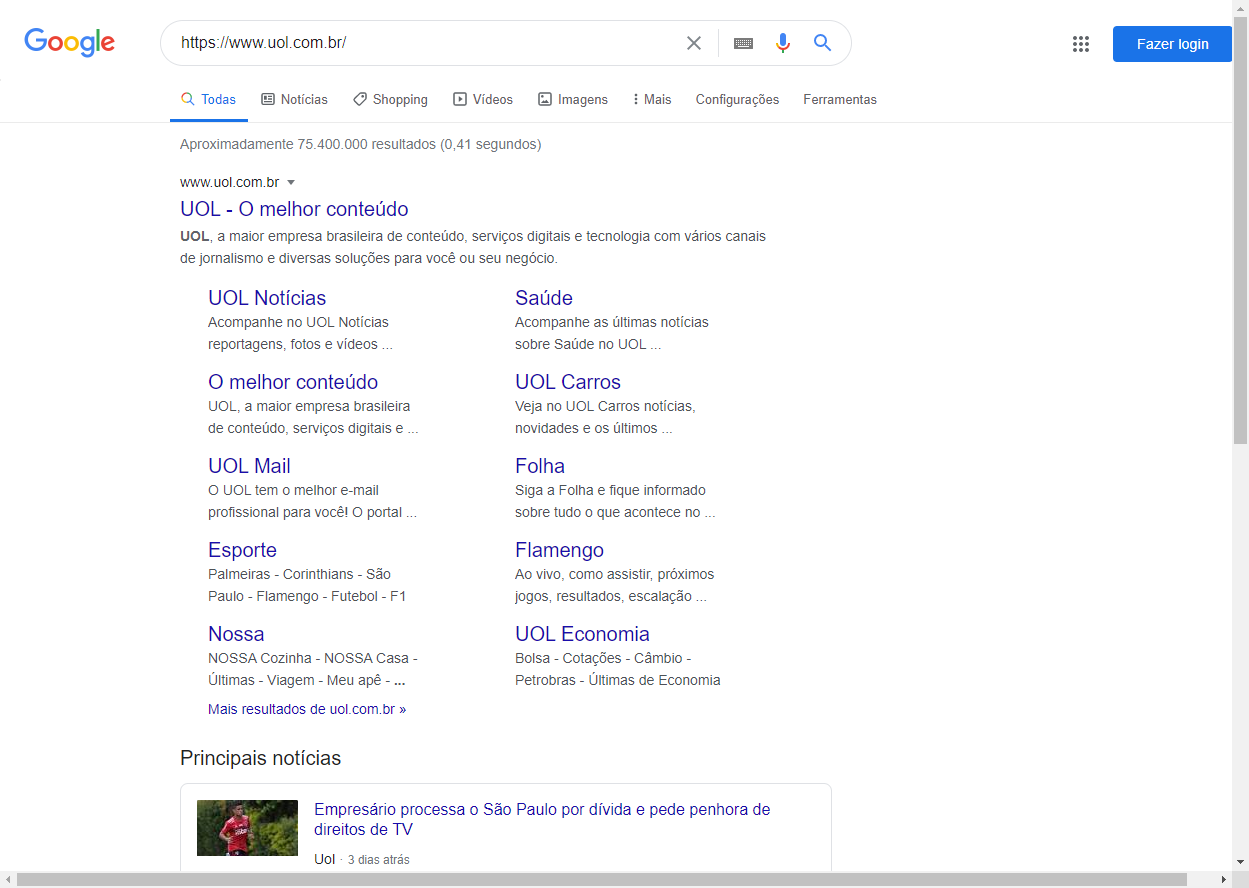 Google
https://www.uol.com.br/
Fazer login
Todas Notícias Shopping Vídeos Imagens Mais Configurações Ferramentas
Aproximadamente 75.400.000 resultados (0,41 segundos)
www.uol.com.br
UOL - O melhor conteúdo
UOL, a maior empresa brasileira de conteúdo, serviços digitais e tecnologia com vários canais
de jornalismo e diversas soluções para você ou seu negócio.
UOL Notícias
Acompanhe no UOL Notícias
reportagens, fotos e vídeos ...
Saúde
Acompanhe as últimas notícias
sobre Saúde no UOL ...
O melhor conteúdo
UOL, a maior empresa brasileira
de conteúdo, serviços digitais e ...
UOL Carros
Veja no UOL Carros notícias,
novidades e os últimos ...
UOL Mail
O UOL tem o melhor e-mail
profissional para você! O portal ...
Folha
Siga a Folha e fique informado
sobre tudo o que acontece no ...
Esporte
Palmeiras - Corinthians - São
Paulo - Flamengo - Futebol - F1
Flamengo
Ao vivo, como assistir, próximos
jogos, resultados, escalação ...
Nossa
NOSSA Cozinha - NOSSA Casa -
Últimas - Viagem - Meu apê - ...
UOL Economia
Bolsa - Cotações - Câmbio -
Petrobras - Últimas de Economia
Mais resultados de uol.com.br »
Principais notícias
Empresário processa o São Paulo por dívida e pede penhora de
direitos de TV
Uol · 3 dias atrás